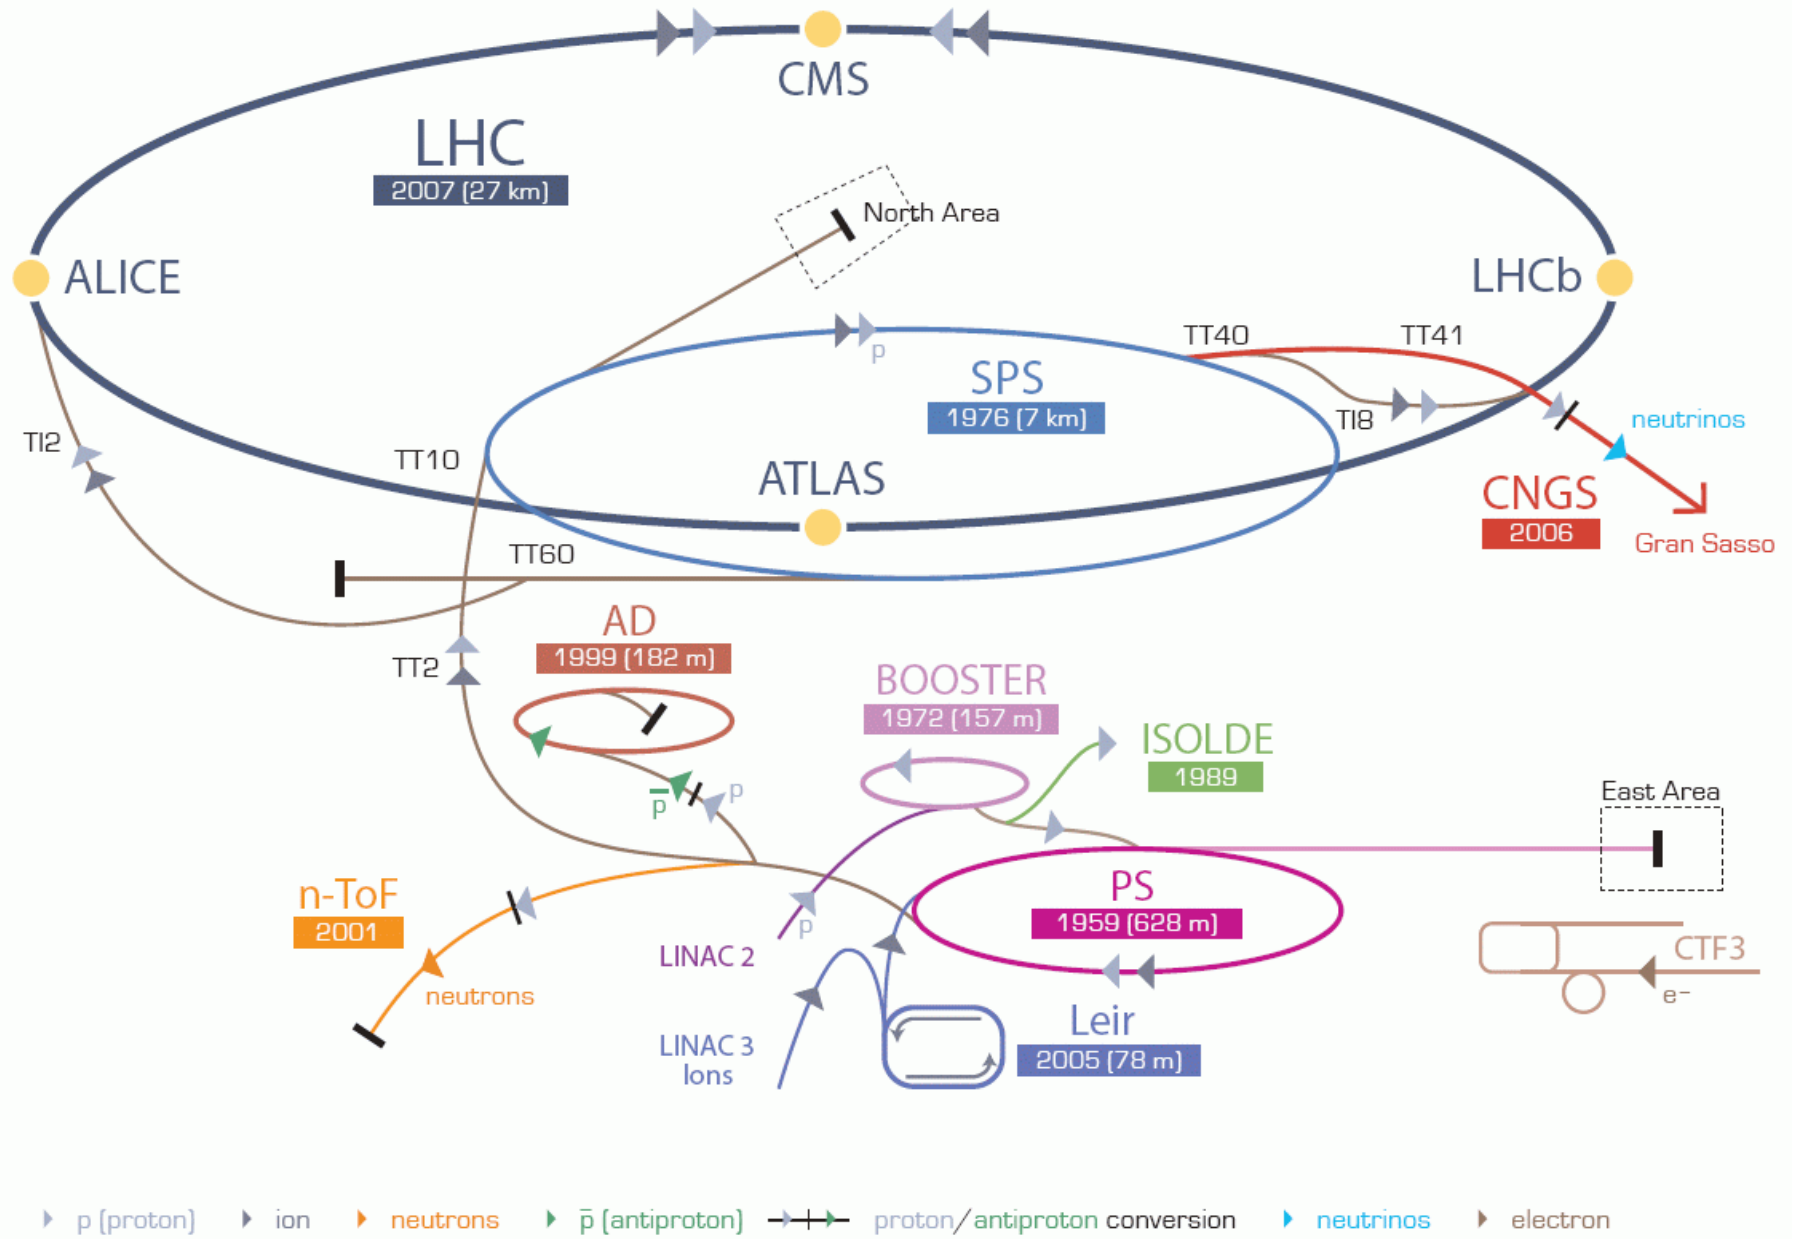 CMS
LHC
2007 (27 km)
North Area
ALICE
LHCb
TT40
TT41
p
SPS
1976 (7 km)
TI8
neutrinos
TI2
TT10
ATLAS
CNGS
2006
Gran Sasso
TT60
AD
1999 (182 m)
TT2
BOOSTER
1972 (157 m)
ISOLDE
1989
p̄
p
East Area
n-ToF
2001
PS
1959 (628 m)
p
LINAC 2
neutrons
CTF3
e-
LINAC 3
Ions
Leir
2005 (78 m)
p (proton)
ion
neutrons
p̄ (antiproton)
proton/antiproton conversion
neutrinos
electron